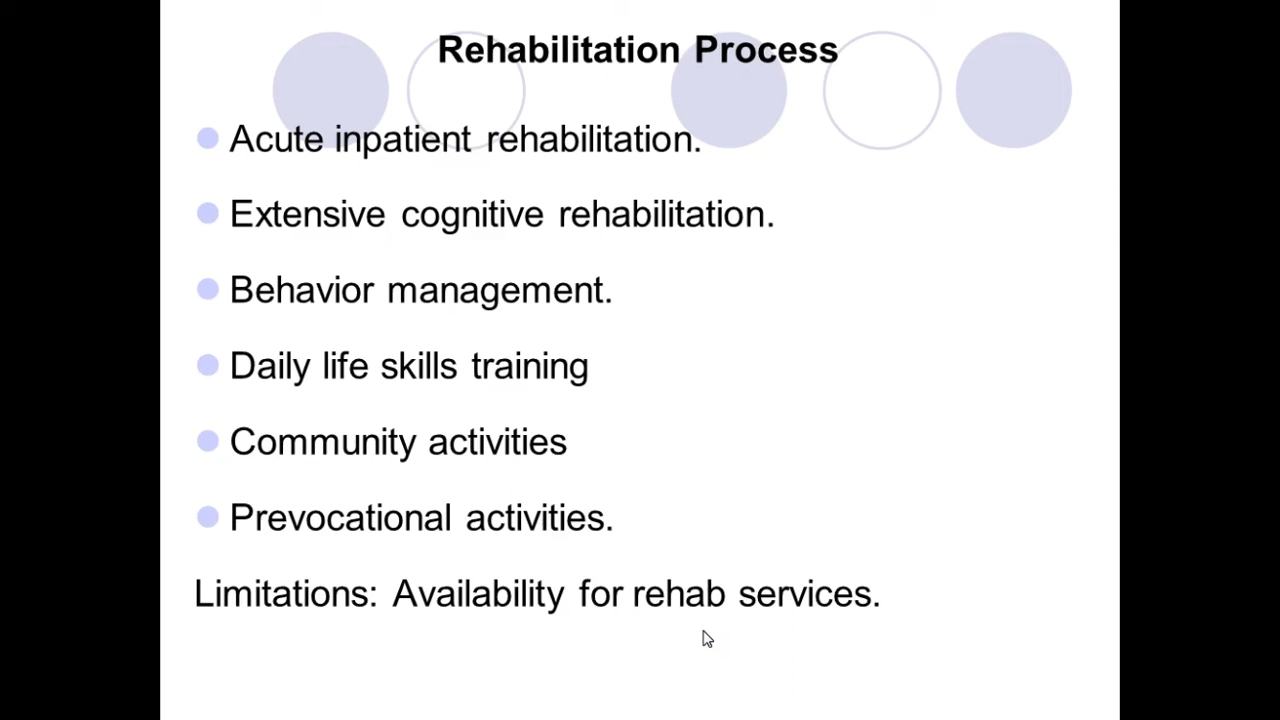 Rehabilitation Process
Acute inpatient rehabilitation.
Extensive cognitive rehabilitation.
Behavior management.
Daily life skills training
Community activities
Prevocational activities.
Limitations: Availability for rehab services.